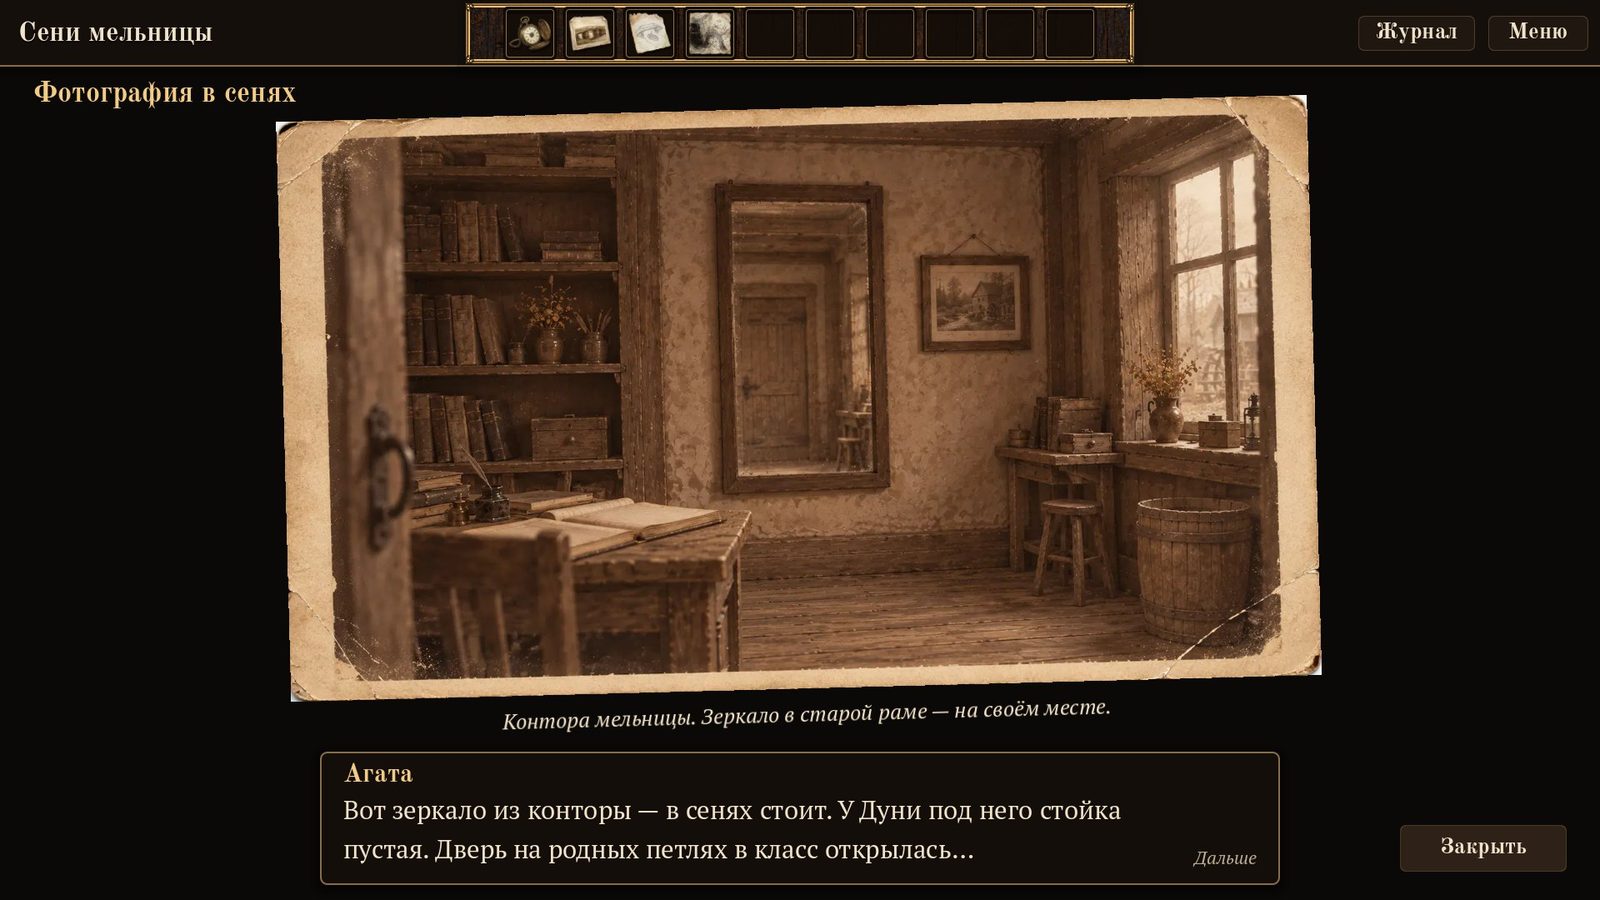 Сени мельницы
Журнал
Меню
Фотография в сенях
Контора мельницы. Зеркало в старой раме — на своём месте.
Агата
Вот зеркало из конторы — в сенях стоит. У Дуни под него стойка
пустая. Дверь на родных петлях в класс открылась...
Дальше
Закрыть